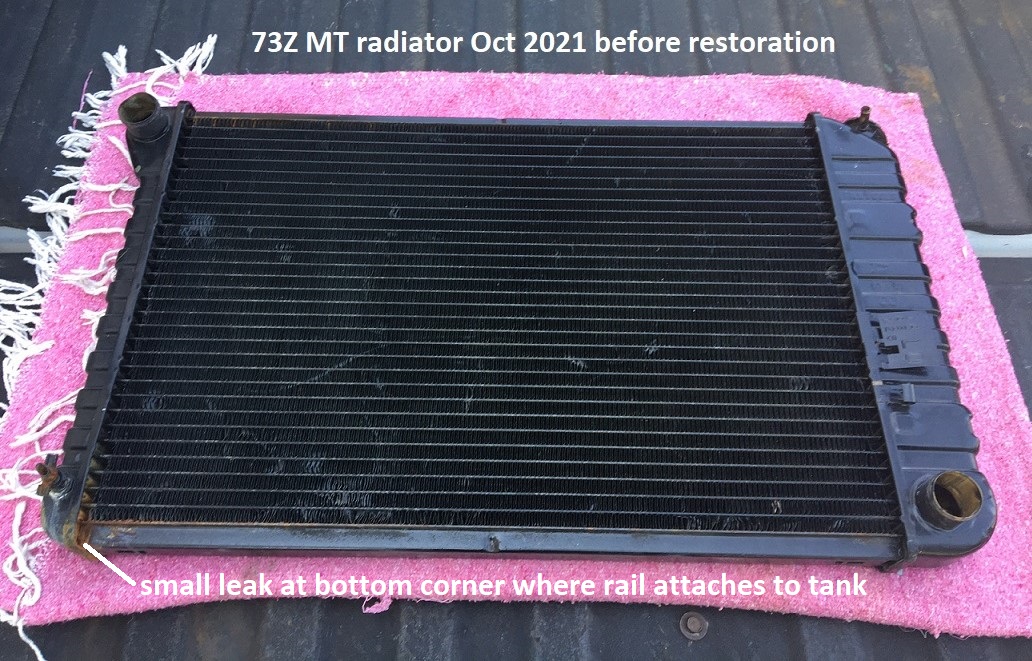 73Z MT radiator Oct 2021 before restoration
small leak at bottom corner where rail attaches to tank